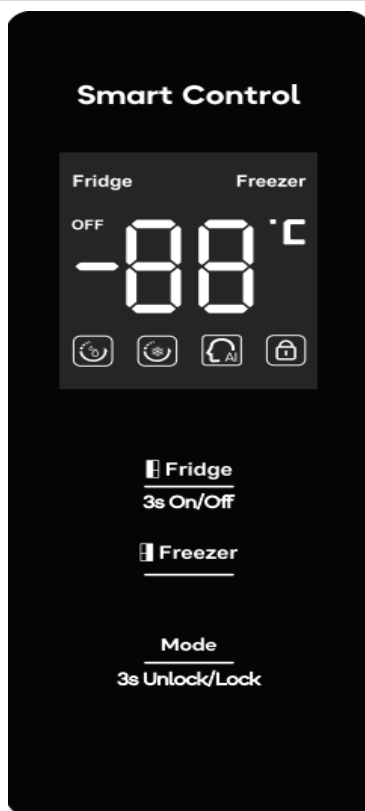 Smart Control
Fridge Freezer
OFF
-88 °C
AI
Fridge
3s On/Off
Freezer
Mode
3s Unlock/Lock